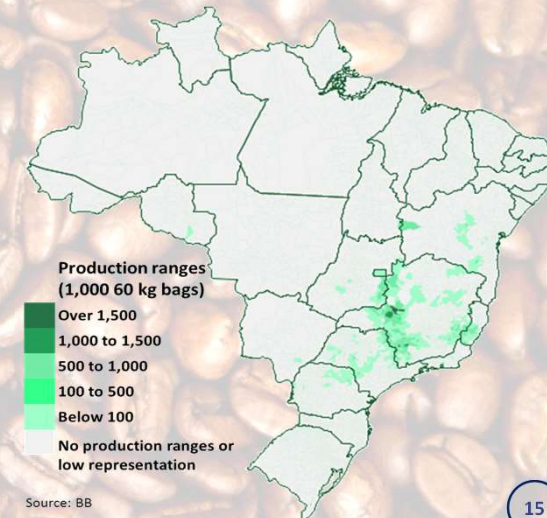 Production ranges
(1,000 60 kg bags)
Over 1,500
1,000 to 1,500
500 to 1,000
100 to 500
Below 100
No production ranges or
low representation
Source: BB
15